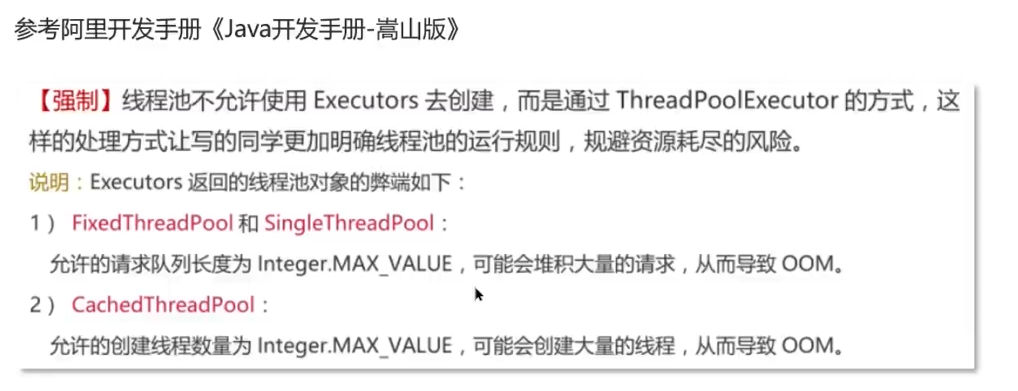 参考阿里开发手册《Java开发手册-嵩山版》
【强制】线程池不允许使用 Executors 去创建，而是通过 ThreadPoolExecutor 的方式，这
样的处理方式让写的同学更加明确线程池的运行规则，规避资源耗尽的风险。
说明：Executors 返回的线程池对象的弊端如下：
1） FixedThreadPool 和 SingleThreadPool：
允许的请求队列长度为 Integer.MAX_VALUE，可能会堆积大量的请求，从而导致 OOM。
2） CachedThreadPool：
允许的创建线程数量为 Integer.MAX_VALUE，可能会创建大量的线程，从而导致 OOM。